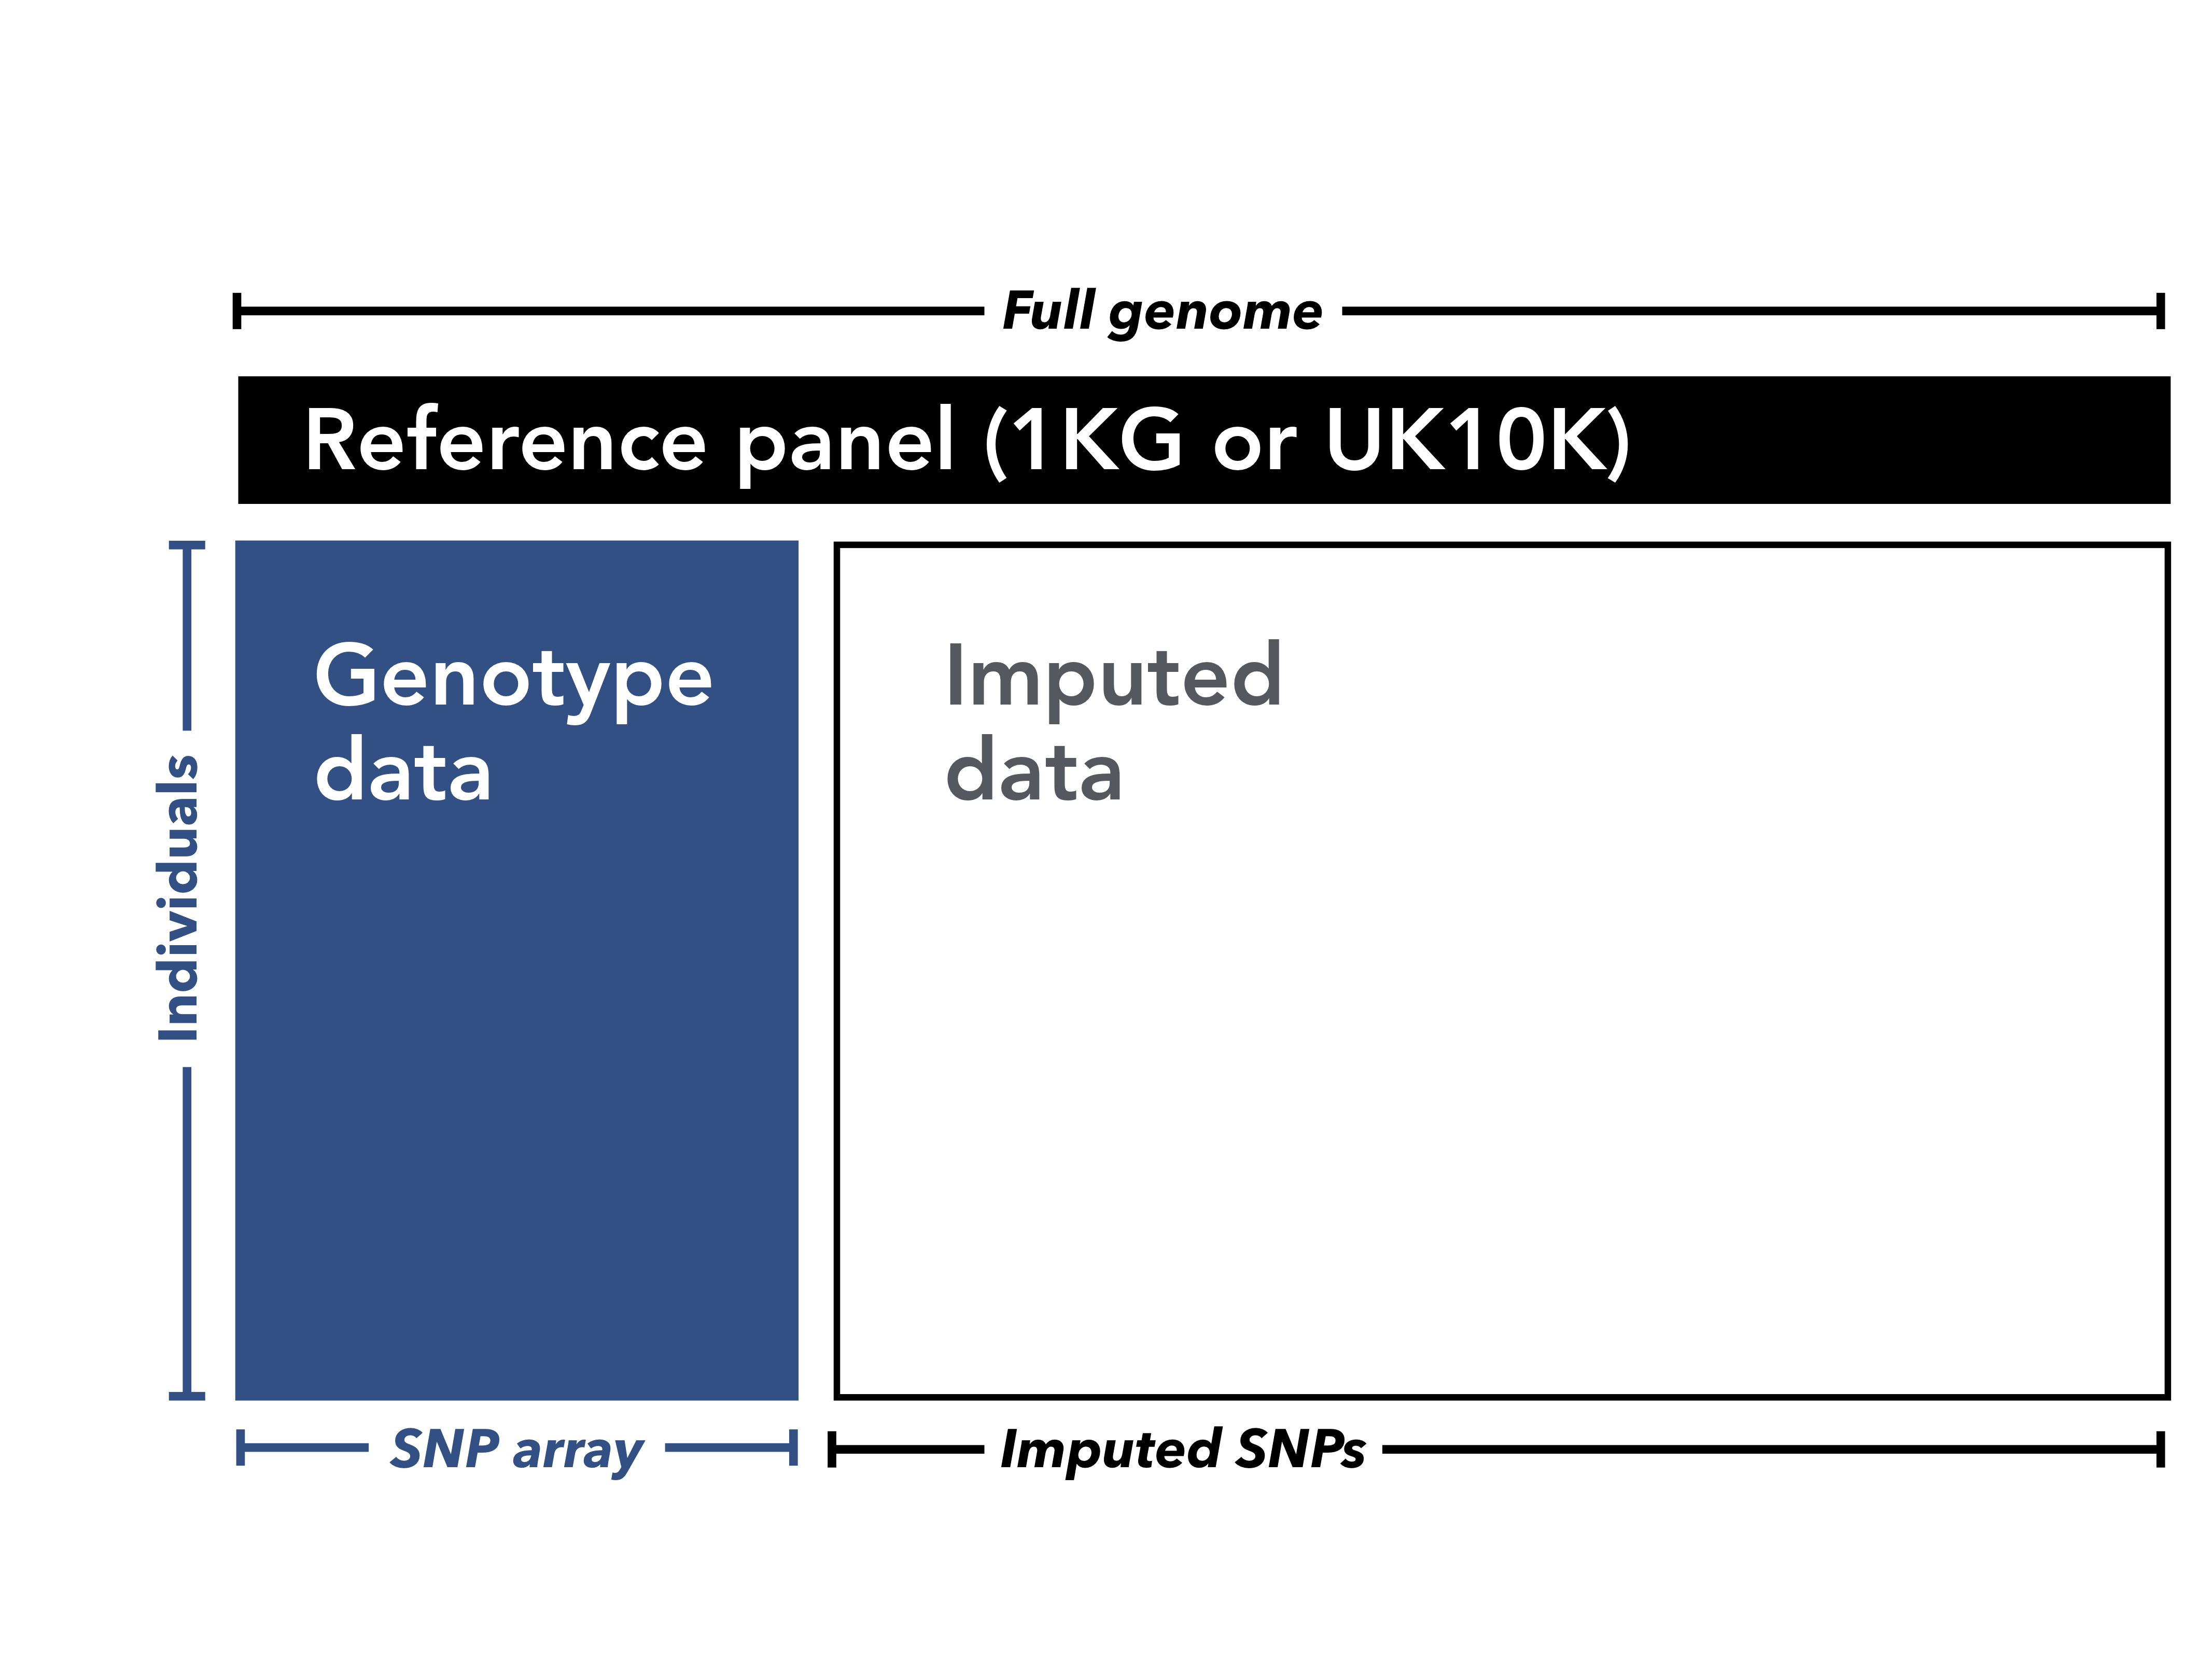 Full genome
Reference panel (1KG or UK10K)
Individuals
Genotype
data
Imputed
data
SNP array
Imputed SNPs